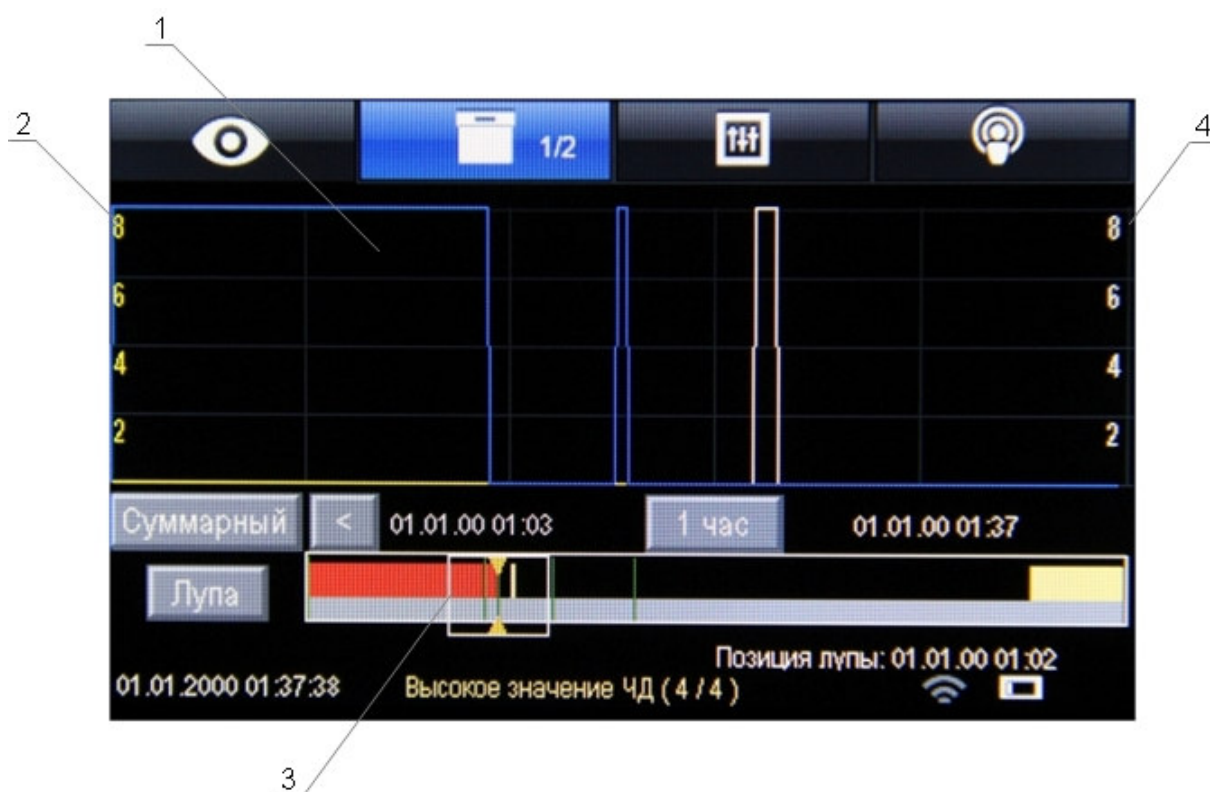 1
2
4
1/2
8 8
6 6
4 4
2 2
Суммарный < 01.01.00 01:03 1 час 01.01.00 01:37
Лупа
Позиция лупы: 01.01.00 01:02
01.01.2000 01:37:38 Высокое значение ЧД ( 4 / 4 )
3